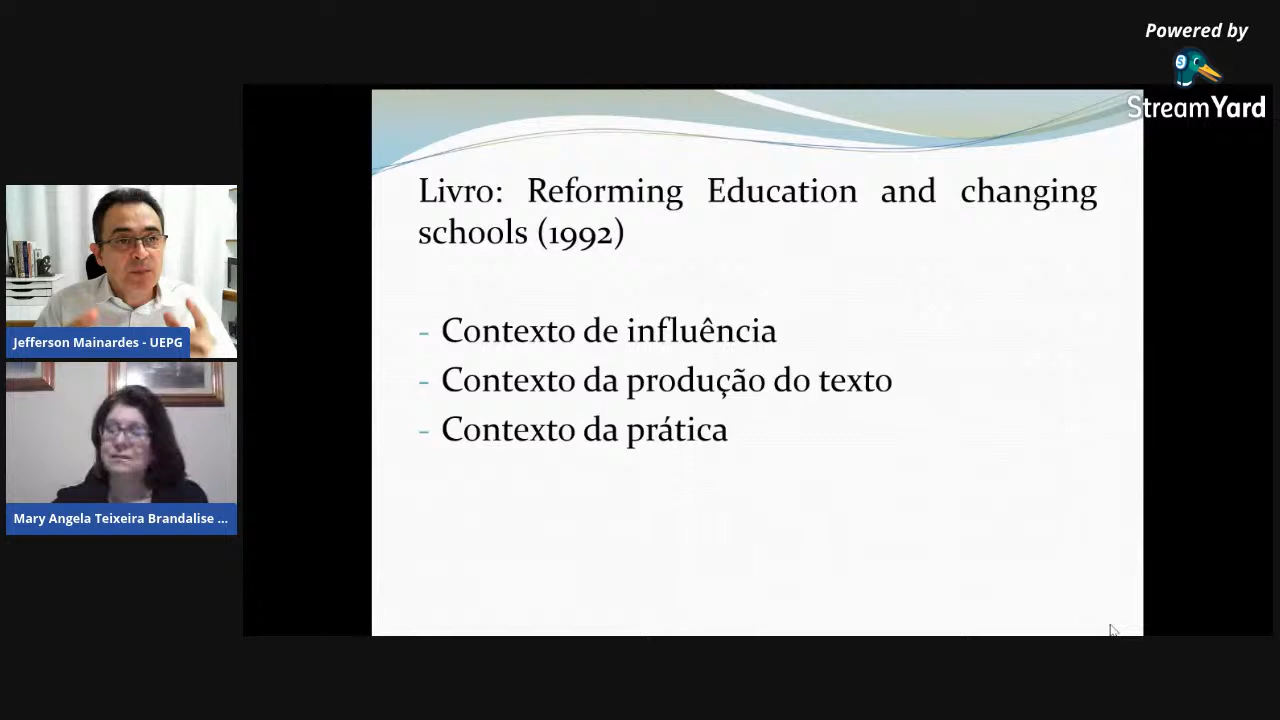 Powered by
StreamYard
Livro: Reforming Education and changing
schools (1992)
- Contexto de influência
- Contexto da produção do texto
- Contexto da prática
Jefferson Mainardes - UEPG
Mary Angela Teixeira Brandalise ...